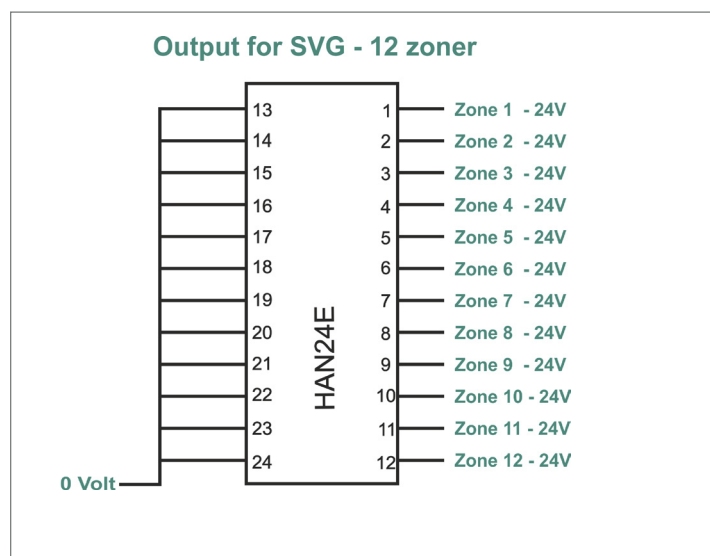 Output for SVG - 12 zoner
13 1 Zone 1 - 24V
14 2 Zone 2 - 24V
15 3 Zone 3 - 24V
16 4 Zone 4 - 24V
17 5 Zone 5 - 24V
18 6 Zone 6 - 24V
19 7 Zone 7 - 24V
20 8 Zone 8 - 24V
21 9 Zone 9 - 24V
22 10 Zone 10 - 24V
23 11 Zone 11 - 24V
24 12 Zone 12 - 24V
HAN24E
0 Volt